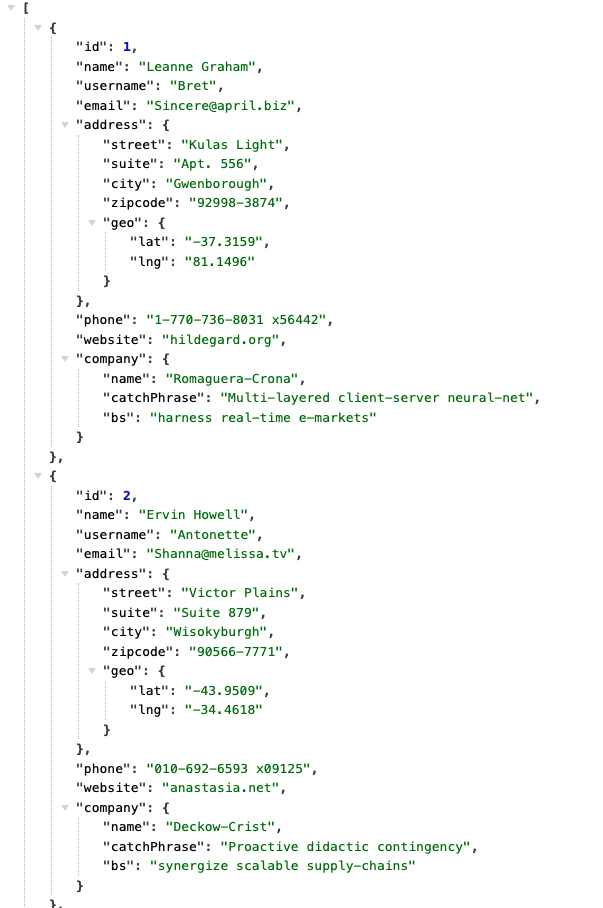 [
{
"id": 1,
"name": "Leanne Graham",
"username": "Bret",
"email": "Sincere@april.biz",
"address": {
"street": "Kulas Light",
"suite": "Apt. 556",
"city": "Gwenborough",
"zipcode": "92998-3874",
"geo": {
"lat": "-37.3159",
"lng": "81.1496"
}
},
"phone": "1-770-736-8031 x56442",
"website": "hildegard.org",
"company": {
"name": "Romaguera-Crona",
"catchPhrase": "Multi-layered client-server neural-net",
"bs": "harness real-time e-markets"
}
},
{
"id": 2,
"name": "Ervin Howell",
"username": "Antonette",
"email": "Shanna@melissa.tv",
"address": {
"street": "Victor Plains",
"suite": "Suite 879",
"city": "Wisokyburgh",
"zipcode": "90566-7771",
"geo": {
"lat": "-43.9509",
"lng": "-34.4618"
}
},
"phone": "010-692-6593 x09125",
"website": "anastasia.net",
"company": {
"name": "Deckow-Crist",
"catchPhrase": "Proactive didactic contingency",
"bs": "synergize scalable supply-chains"
}
},